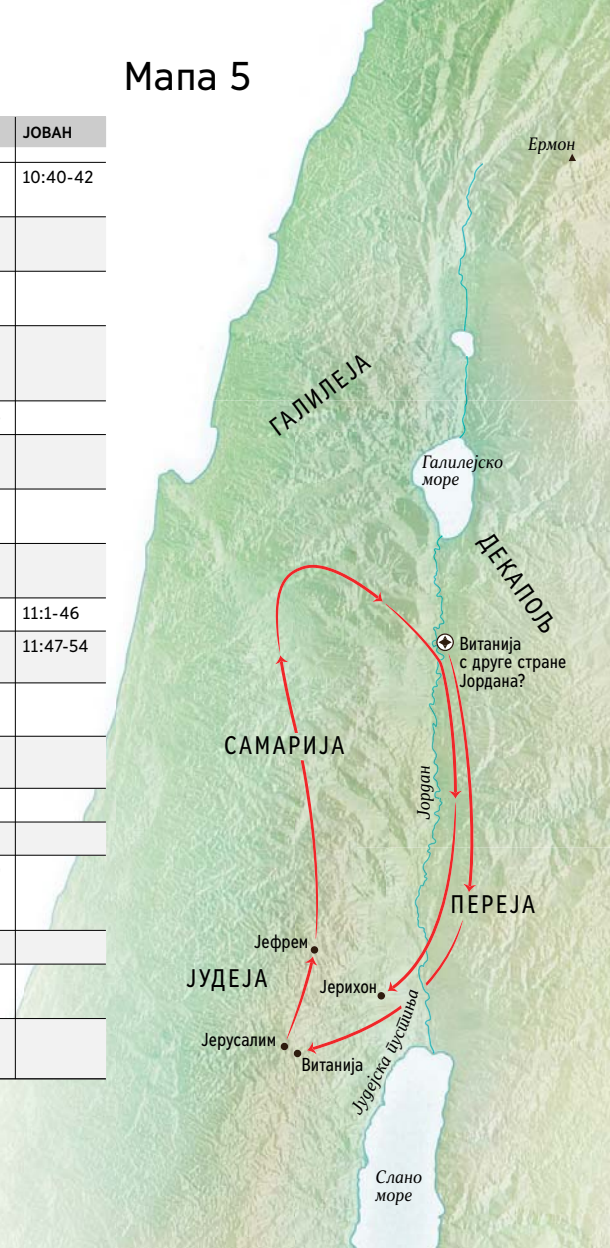 Мапа 5
ЈОВАН
10:40-42
11:1-46
11:47-54
Ермон
ГАЛИЛЕЈА
Галилејско
море
ДЕКАПОЉ
Витанија
с друге стране
Јордана?
САМАРИЈА
Јордан
ПЕРЕЈА
Јефрем
ЈУДЕЈА
Јерихон
Јерусалим
Витанија
Јудејска пустиња
Слано
море